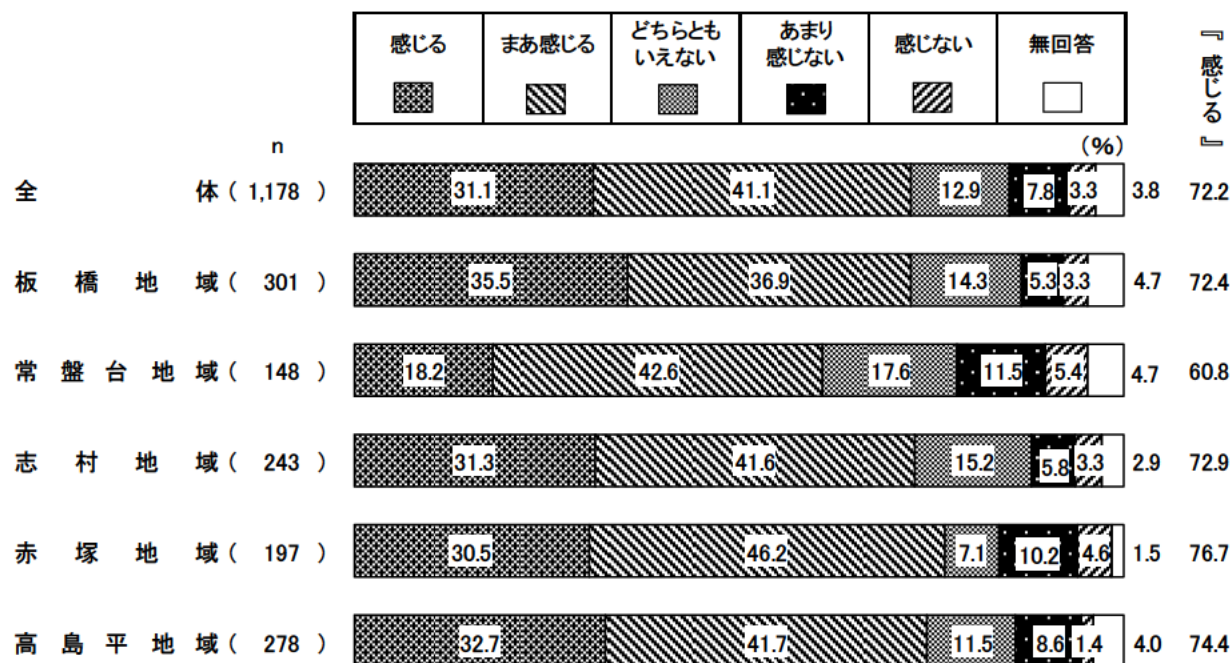 感じる まあ感じる どちらとも いえない あまり 感じない 感じない 無回答
『感じる』
n
(%)
全体 ( 1,178 ) 31.1 41.1 12.9 7.8 3.3 3.8 72.2
板橋地域 ( 301 ) 35.5 36.9 14.3 5.3 3.3 4.7 72.4
常盤台地域 ( 148 ) 18.2 42.6 17.6 11.5 5.4 4.7 60.8
志村地域 ( 243 ) 31.3 41.6 15.2 5.8 3.3 2.9 72.9
赤塚地域 ( 197 ) 30.5 46.2 7.1 10.2 4.6 1.5 76.7
高島平地域 ( 278 ) 32.7 41.7 11.5 8.6 1.4 4.0 74.4